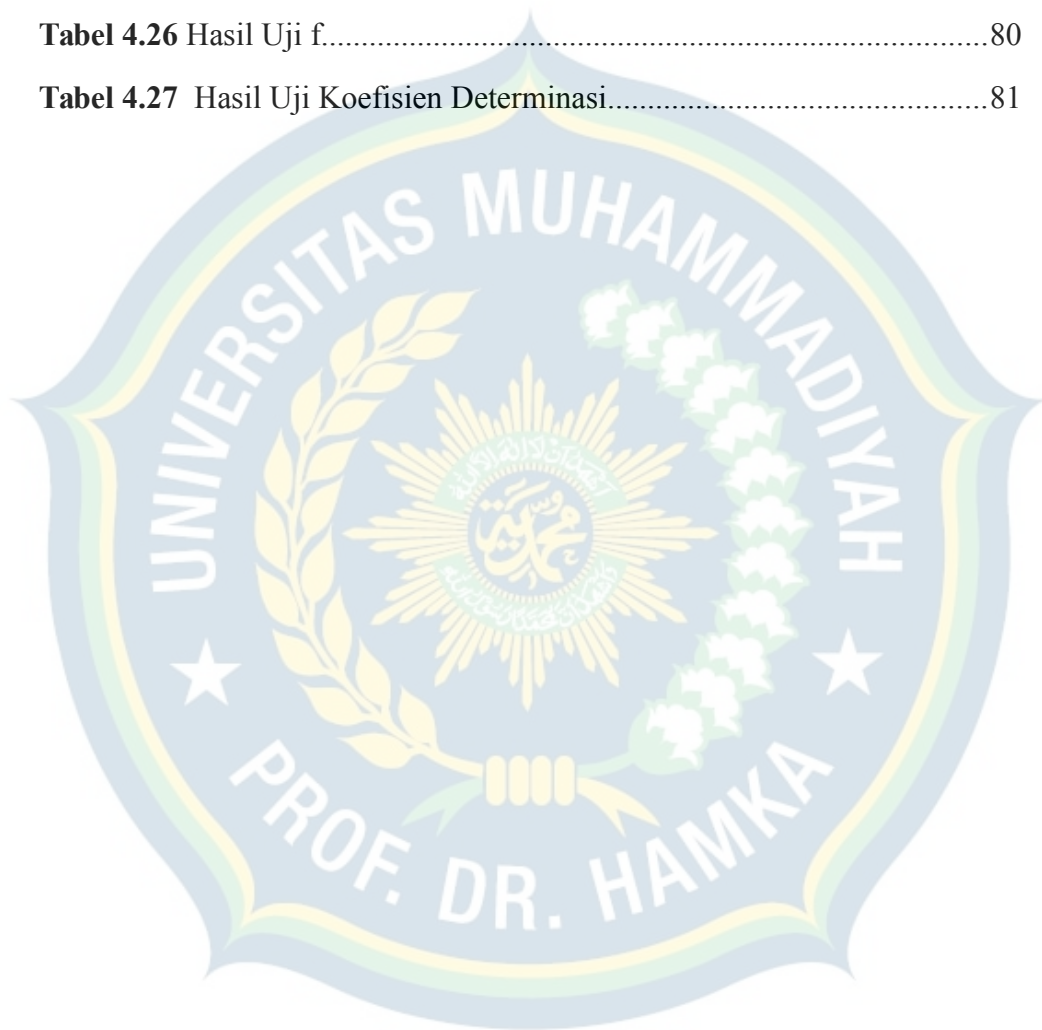 Tabel 4.26 Hasil Uji f....................................................................................................80
Tabel 4.27  Hasil Uji Koefisien Determinasi.........................................................81
UNIVERSITAS MUHAMMADIYAH
محمدية
PROF. DR. HAMKA